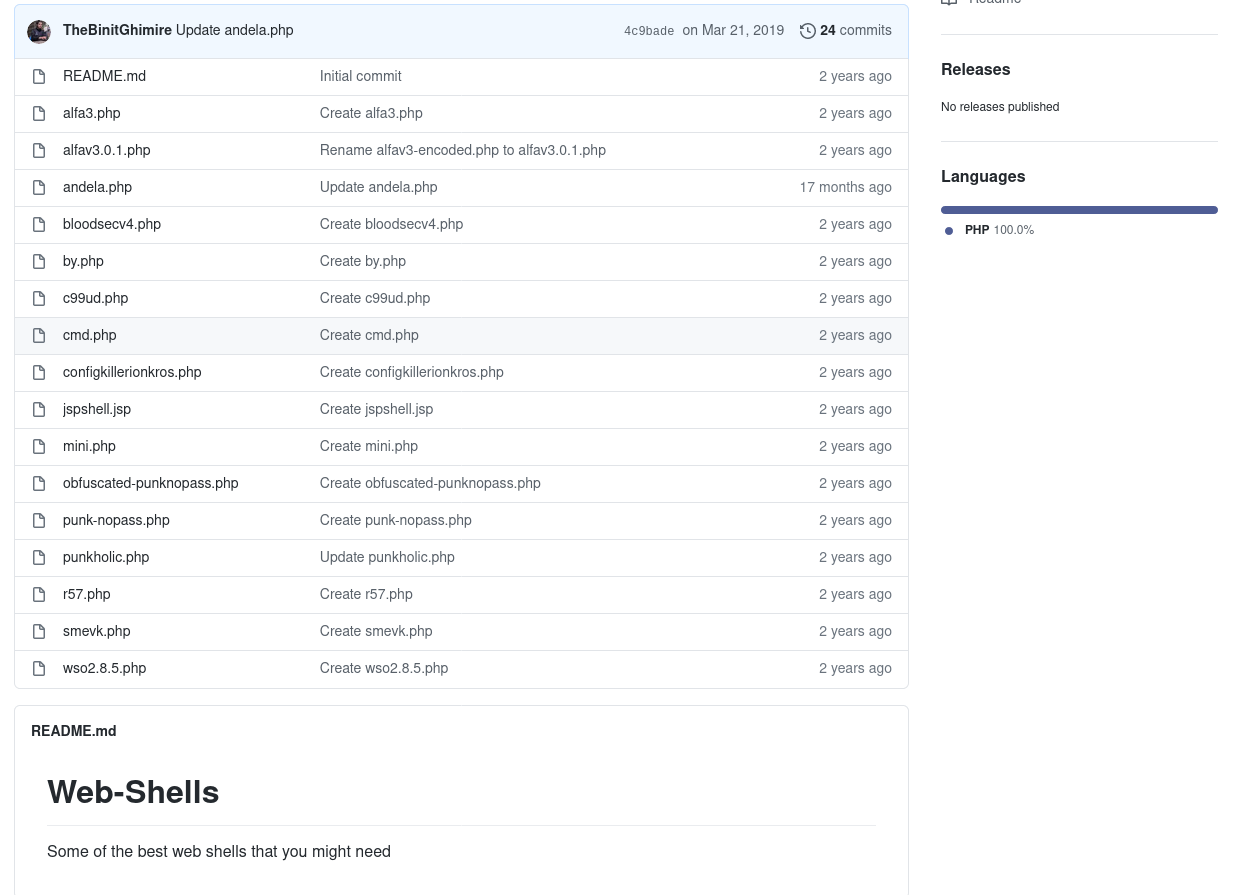 Readme
TheBinitGhimire Update andela.php 4c9bade on Mar 21, 2019 24 commits
README.md Initial commit 2 years ago
alfa3.php Create alfa3.php 2 years ago
alfav3.0.1.php Rename alfav3-encoded.php to alfav3.0.1.php 2 years ago
andela.php Update andela.php 17 months ago
bloodsecv4.php Create bloodsecv4.php 2 years ago
by.php Create by.php 2 years ago
c99ud.php Create c99ud.php 2 years ago
cmd.php Create cmd.php 2 years ago
configkillerionkros.php Create configkillerionkros.php 2 years ago
jspshell.jsp Create jspshell.jsp 2 years ago
mini.php Create mini.php 2 years ago
obfuscated-punknopass.php Create obfuscated-punknopass.php 2 years ago
punk-nopass.php Create punk-nopass.php 2 years ago
punkholic.php Update punkholic.php 2 years ago
r57.php Create r57.php 2 years ago
smevk.php Create smevk.php 2 years ago
wso2.8.5.php Create wso2.8.5.php 2 years ago
README.md
Web-Shells
Some of the best web shells that you might need
Releases
No releases published
Languages
PHP 100.0%